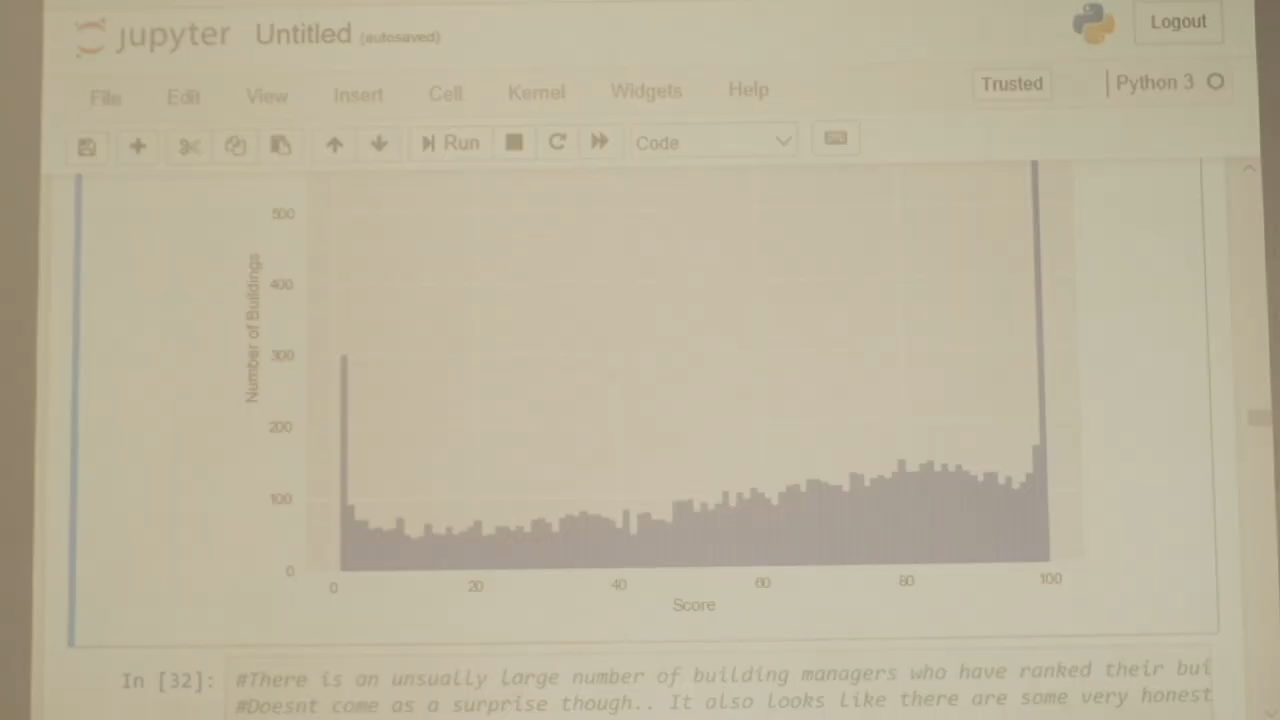 jupyter Untitled (autosaved)
Logout
File Edit View Insert Cell Kernel Widgets Help
Trusted
Python 3
Run
Code
Number of Buildings
500
400
300
200
100
0
0 20 40 60 80 100
Score
In [32]: #There is an unusually large number of building managers who have ranked their bui
#Doesnt come as a surprise though.. It also looks like there are some very honest